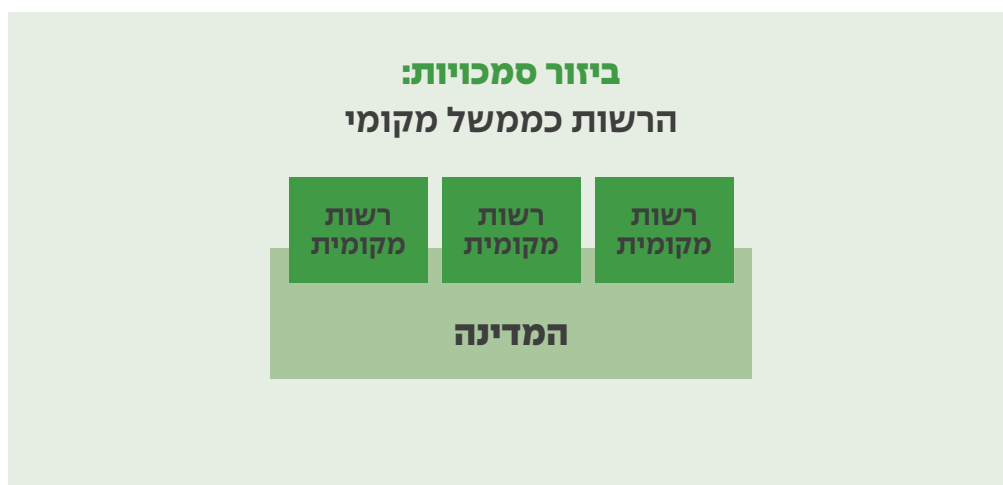 ביזור סמכויות:
הרשות כממשל מקומי
רשות
מקומית
רשות
מקומית
רשות
מקומית
המדינה